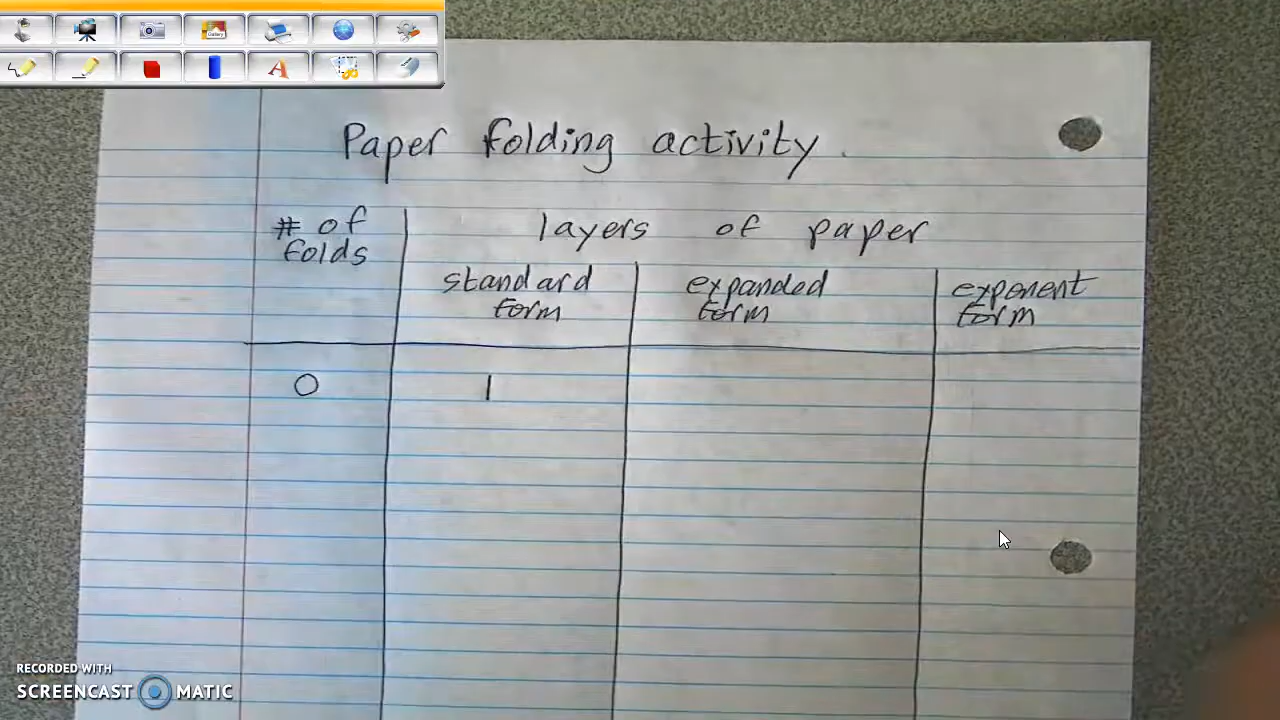 Gallery
Paper folding activity.
# of folds
layers of paper
standard form
expanded form
exponent form
0
1
RECORDED WITH
SCREENCAST MATIC